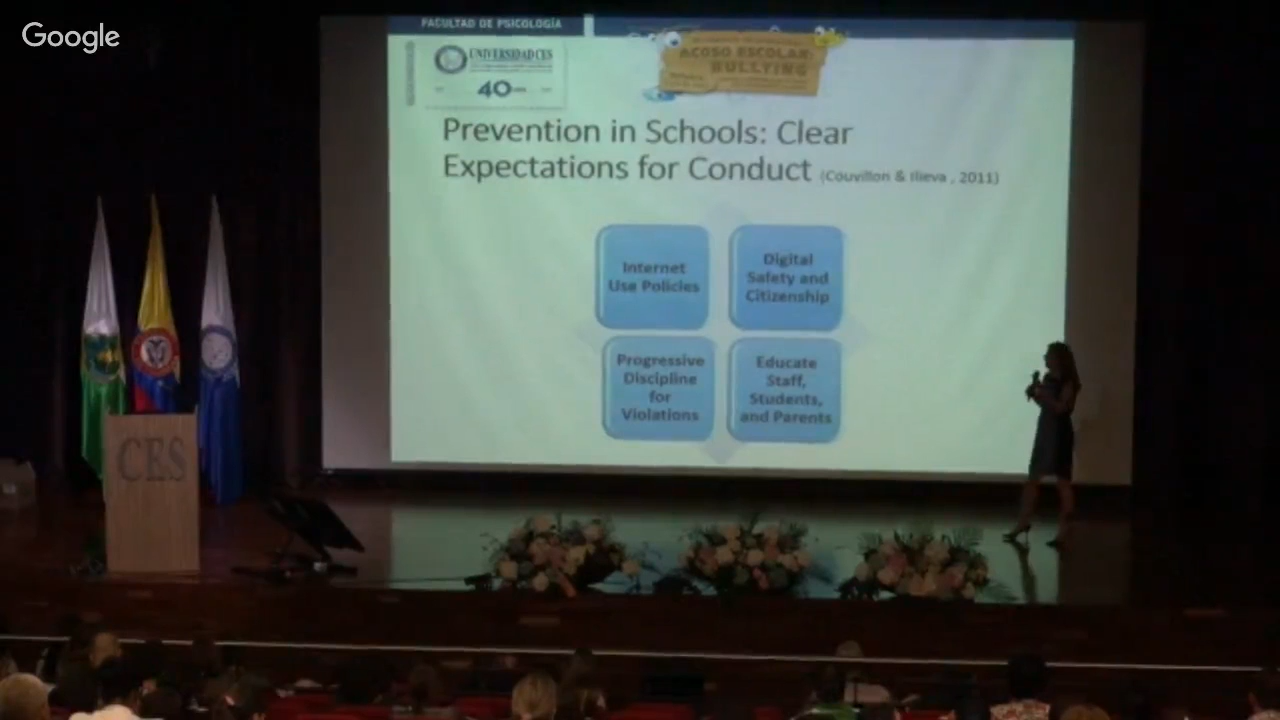 Google
FACULTAD DE PSICOLOGÍA
UNIVERSIDAD CES
40
ACOSO ESCOLAR
BULLYING
Prevention in Schools: Clear
Expectations for Conduct (Couvillon & Ilieva , 2011)
Internet
Use Policies
Digital
Safety and
Citizenship
Progressive
Discipline
for
Violations
Educate
Staff,
Students,
and Parents
CES